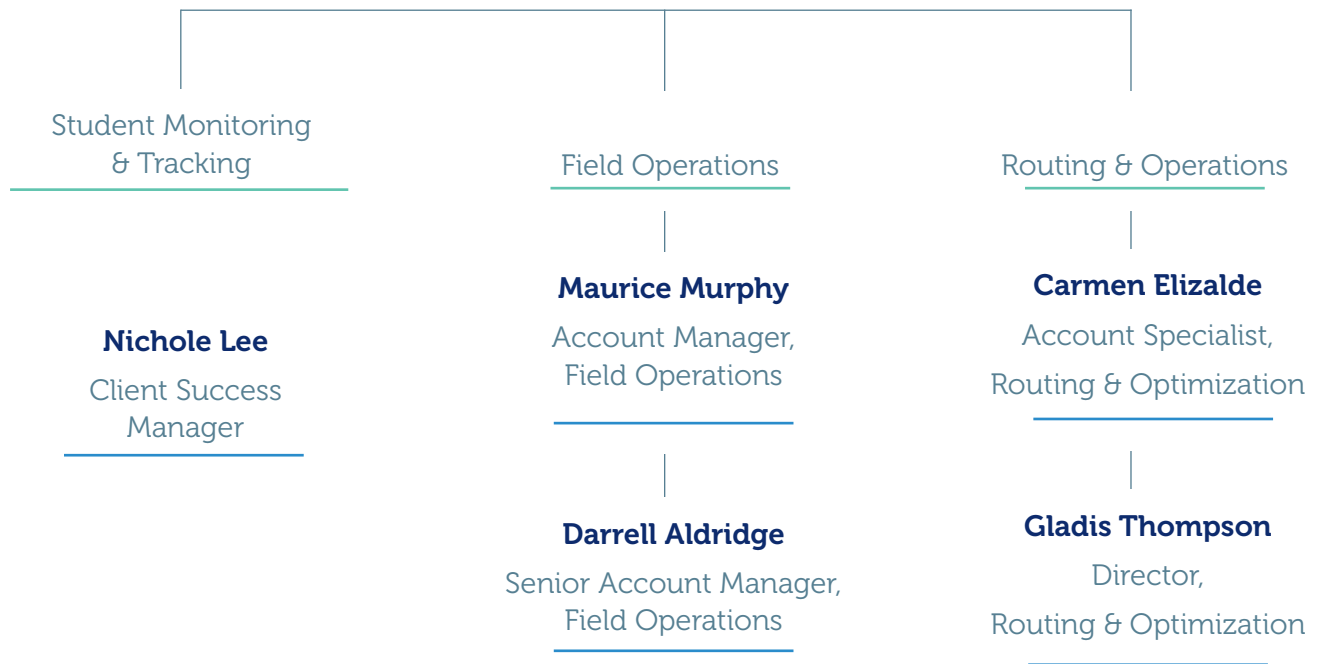 Student Monitoring
& Tracking
Field Operations
Routing & Operations
Nichole Lee
Client Success
Manager
Maurice Murphy
Account Manager,
Field Operations
Darrell Aldridge
Senior Account Manager,
Field Operations
Carmen Elizalde
Account Specialist,
Routing & Optimization
Gladis Thompson
Director,
Routing & Optimization